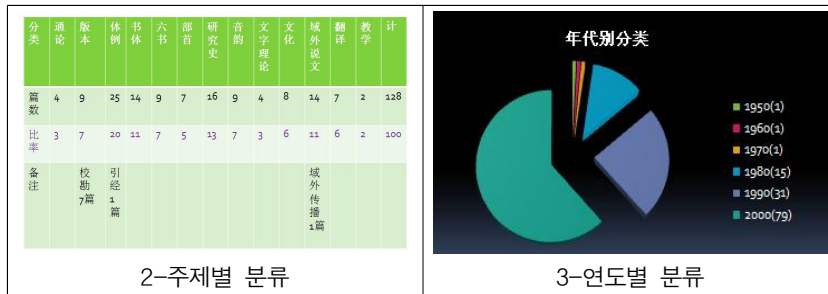 分类 通论 版本 体例 书体 六书 部首 研究史 音韵 文字理论 文化 域外说文 翻译 教学 计
篇数 4 9 25 14 9 7 16 9 4 8 14 7 2 128
比率 3 7 20 11 7 5 13 7 3 6 11 6 2 100
备注 校勘7篇 引经1篇 域外传播1篇
2-주제별 분류
年代别分类
1950(1)
1960(1)
1970(1)
1980(15)
1990(31)
2000(79)
3-연도별 분류